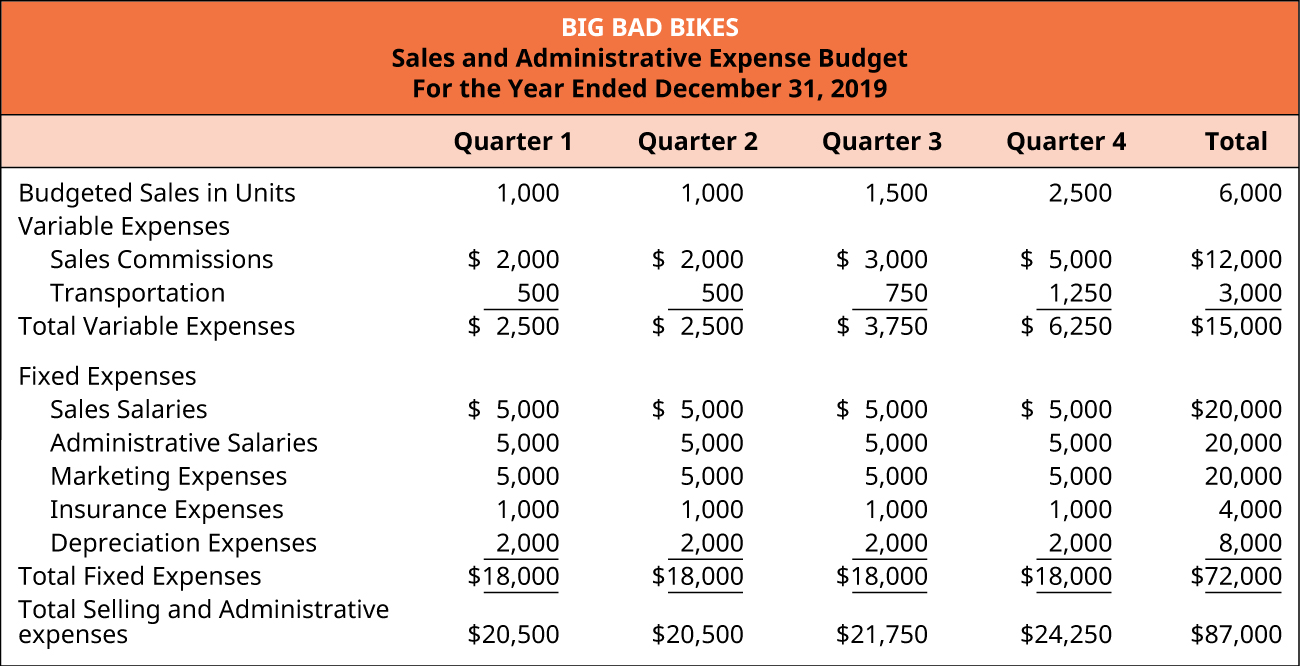 BIG BAD BIKES
Sales and Administrative Expense Budget
For the Year Ended December 31, 2019
Quarter 1 Quarter 2 Quarter 3 Quarter 4 Total
Budgeted Sales in Units 1,000 1,000 1,500 2,500 6,000
Variable Expenses
Sales Commissions $ 2,000 $ 2,000 $ 3,000 $ 5,000 $12,000
Transportation 500 500 750 1,250 3,000
Total Variable Expenses $ 2,500 $ 2,500 $ 3,750 $ 6,250 $15,000
Fixed Expenses
Sales Salaries $ 5,000 $ 5,000 $ 5,000 $ 5,000 $20,000
Administrative Salaries 5,000 5,000 5,000 5,000 20,000
Marketing Expenses 5,000 5,000 5,000 5,000 20,000
Insurance Expenses 1,000 1,000 1,000 1,000 4,000
Depreciation Expenses 2,000 2,000 2,000 2,000 8,000
Total Fixed Expenses $18,000 $18,000 $18,000 $18,000 $72,000
Total Selling and Administrative
expenses $20,500 $20,500 $21,750 $24,250 $87,000